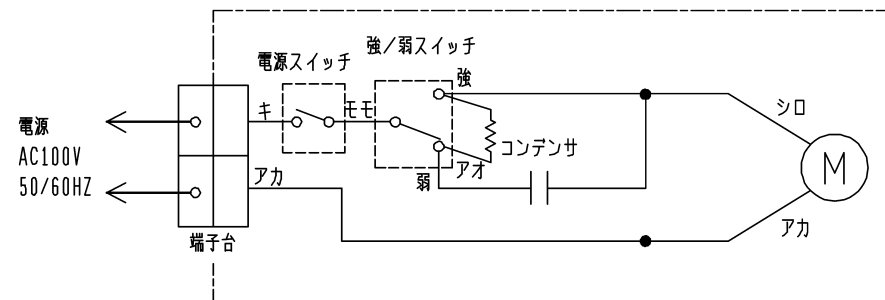 強/弱スイッチ
電源スイッチ
強
キ
モモ
シロ
電源
AC100V
50/60HZ
コンデンサ
M
アオ
アカ
弱
アカ
端子台